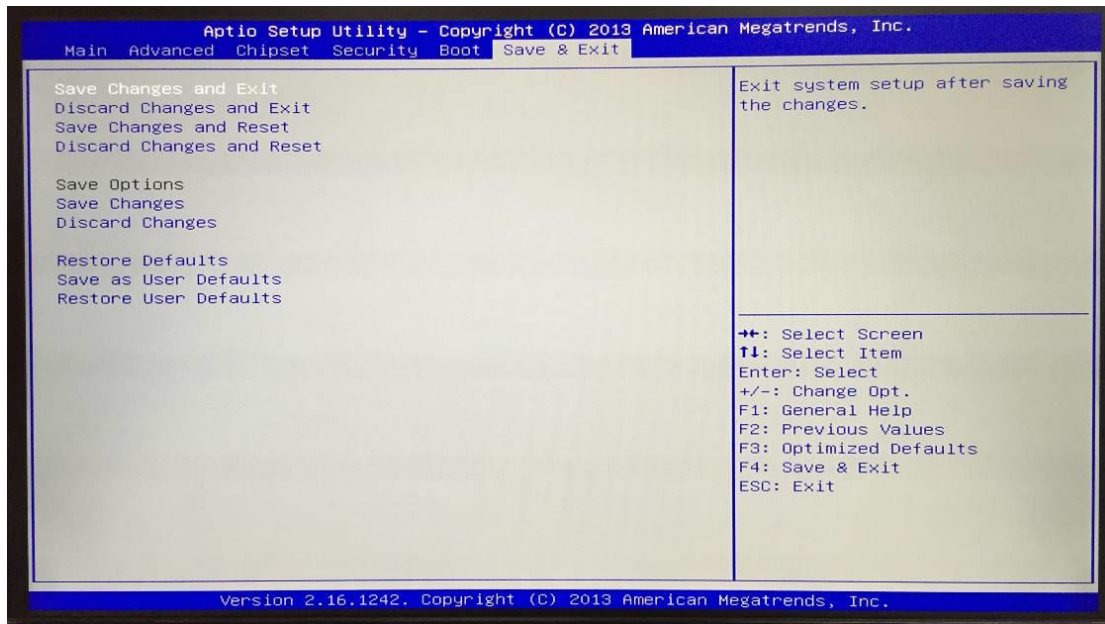 Aptio Setup Utility – Copyright (C) 2013 American Megatrends, Inc.
Main Advanced Chipset Security Boot Save & Exit
Save Changes and Exit
Discard Changes and Exit
Save Changes and Reset
Discard Changes and Reset
Save Options
Save Changes
Discard Changes
Restore Defaults
Save as User Defaults
Restore User Defaults
Exit system setup after saving
the changes.
→←: Select Screen
↑↓: Select Item
Enter: Select
+/-: Change Opt.
F1: General Help
F2: Previous Values
F3: Optimized Defaults
F4: Save & Exit
ESC: Exit
Version 2.16.1242. Copyright (C) 2013 American Megatrends, Inc.